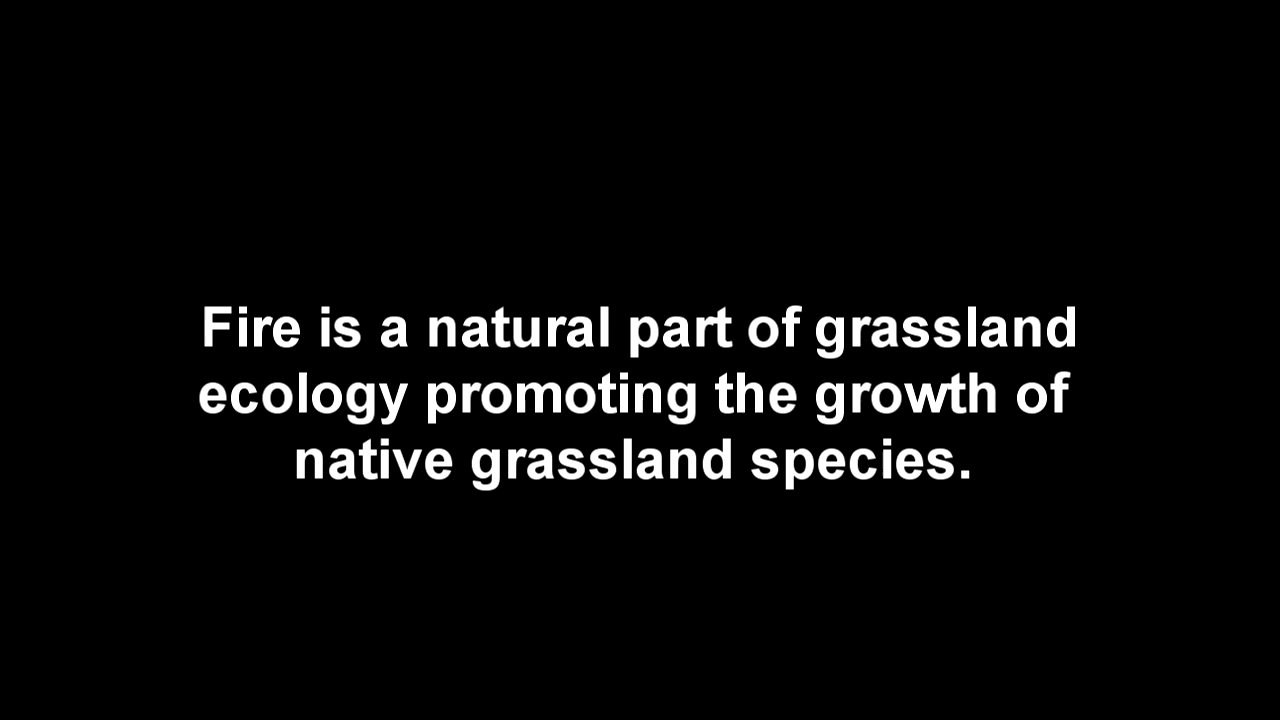 Fire is a natural part of grassland
ecology promoting the growth of
native grassland species.